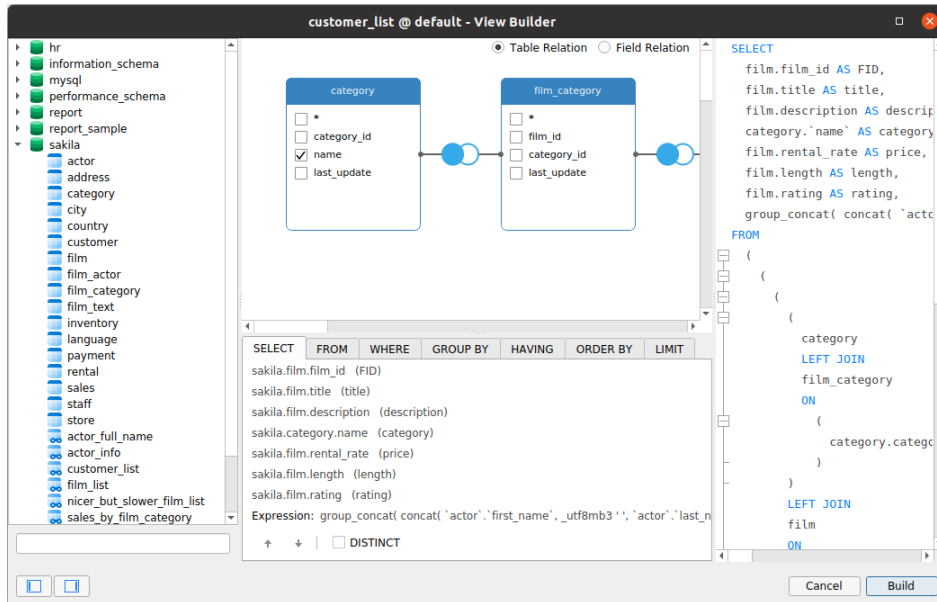 customer_list @ default - View Builder
hr
information_schema
mysql
performance_schema
report
report_sample
sakila
actor
address
category
city
country
customer
film
film_actor
film_category
film_text
inventory
language
payment
rental
sales
staff
store
actor_full_name
actor_info
customer_list
film_list
nicer_but_slower_film_list
sales_by_film_category
Table Relation Field Relation
category
*
category_id
name
last_update
film_category
*
film_id
category_id
last_update
SELECT FROM WHERE GROUP BY HAVING ORDER BY LIMIT
sakila.film.film_id (FID)
sakila.film.title (title)
sakila.film.description (description)
sakila.category.name (category)
sakila.film.rental_rate (price)
sakila.film.length (length)
sakila.film.rating (rating)
Expression: group_concat( concat( `actor`.`first_name`, _utf8mb3 ' ', `actor`.`last_n
DISTINCT
SELECT
film.film_id AS FID,
film.title AS title,
film.description AS descrip
category.`name` AS category
film.rental_rate AS price,
film.length AS length,
film.rating AS rating,
group_concat( concat( `actc
FROM
(
(
(
(
category
LEFT JOIN
film_category
ON
(
category.catego
)
)
LEFT JOIN
film
ON
Cancel Build